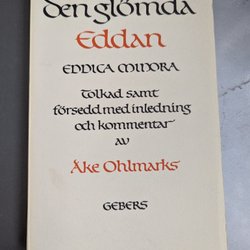 den glömda
Eddan
EDDICA MINORA
Tolkad samt
försedd med inledning
och kommentar
av
Åke Ohlmarks
GEBERS